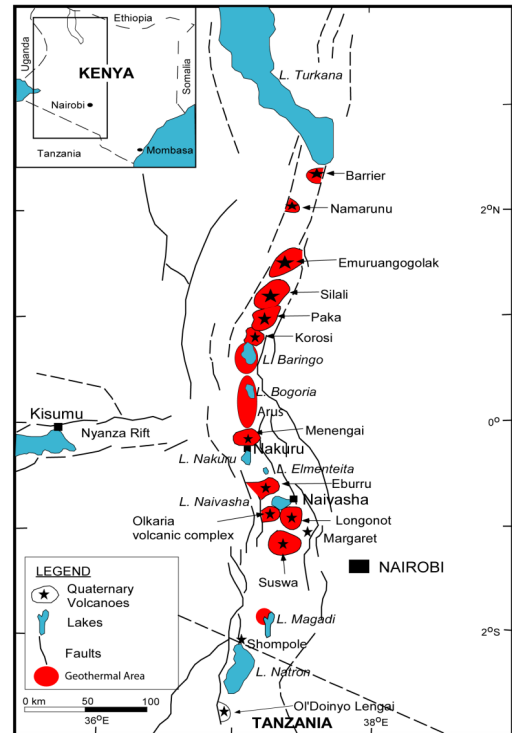 Ethiopia
Uganda
KENYA
Somalia
Nairobi
Tanzania
Mombasa
L. Turkana
Barrier
Namarunu
2°N
Emuruangogolak
Silali
Paka
Korosi
L. Baringo
L. Bogoria
Kisumu
Arus
0°
Nyanza Rift
Menengai
Nakuru
L. Nakuru
L. Elmenteita
Eburru
L. Naivasha
Naivasha
Olkaria
volcanic complex
Longonot
Margaret
Suswa
NAIROBI
LEGEND
Quaternary
Volcanoes
Lakes
Faults
Geothermal Area
L. Magadi
2°S
Shompole
L. Natron
0 km 50 100
Ol'Doinyo Lengai
TANZANIA
36°E
38°E